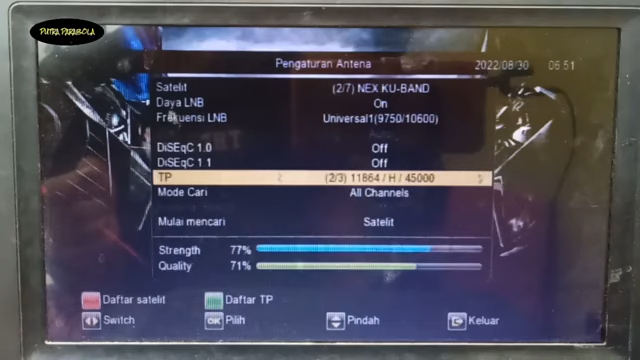 PUTRA PARABOLA
Pengaturan Antena 2022/08/30 06:51
Satelit (2/7) NEX KU-BAND
Daya LNB On
Frekuensi LNB Universal1(9750/10600)
Auto
DiSEqC 1.0 Off
DiSEqC 1.1 Off
TP (2/3) 11864 / H / 45000
Mode Cari All Channels
Mulai mencari Satelit
Strength 77%
Quality 71%
Daftar satelit Daftar TP
Switch OK Pilih Pindah Keluar